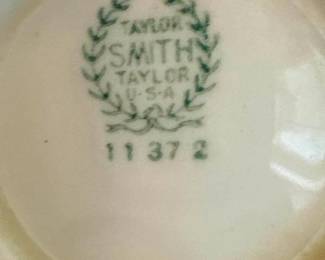 TAYLOR
SMITH
TAYLOR
U-S-A
11 37 2